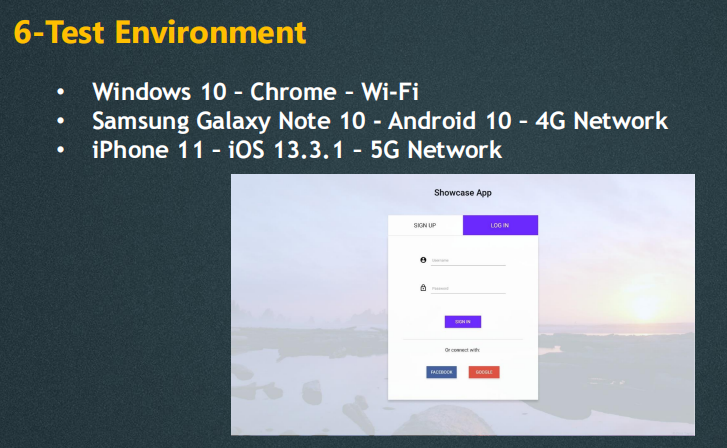 6-Test Environment
• Windows 10 – Chrome – Wi-Fi
• Samsung Galaxy Note 10 - Android 10 – 4G Network
• iPhone 11 – iOS 13.3.1 – 5G Network
Showcase App
SIGN UP LOG IN
Username
Password
SIGN IN
Or connect with:
FACEBOOK GOOGLE